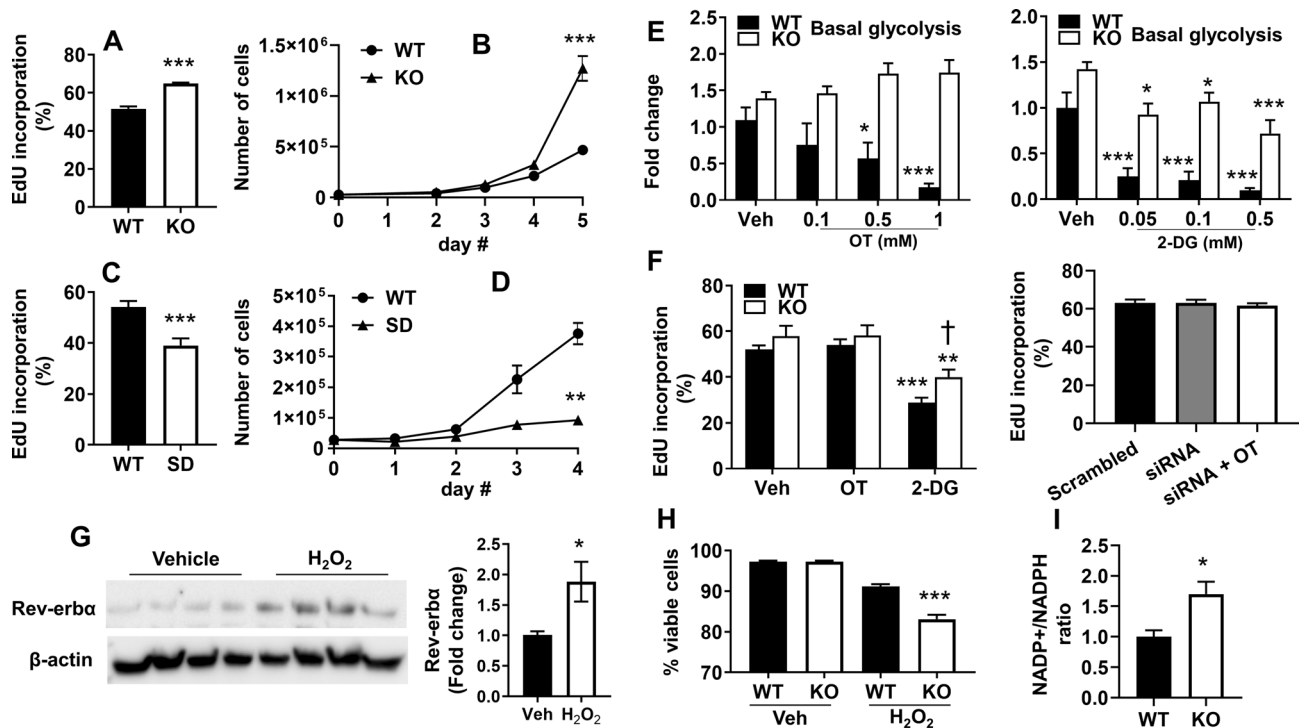 A
EdU incorporation
(%)
80
60
40
20
0
***
WT KO
B
Number of cells
1.5×10⁶
1×10⁶
5×10⁵
0
WT
KO
***
0 1 2 3 4 5
day #
C
EdU incorporation
(%)
60
40
20
0
***
WT SD
D
Number of cells
5×10⁵
4×10⁵
3×10⁵
2×10⁵
1×10⁵
0
WT
SD
**
0 1 2 3 4
day #
E
WT
KO
Basal glycolysis
Fold change
2.5
2.0
1.5
1.0
0.5
0.0
*
***
Veh 0.1 0.5 1
OT (mM)
WT
KO
Basal glycolysis
2.0
1.5
1.0
0.5
0.0
***
*
***
*
***
***
Veh 0.05 0.1 0.5
2-DG (mM)
F
WT
KO
EdU incorporation
(%)
80
60
40
20
0
***
†
**
Veh OT 2-DG
EdU incorporation
(%)
80
60
40
20
0
Scrambled
siRNA
siRNA + OT
G
Vehicle H₂O₂
Rev-erbα
β-actin
Rev-erbα
(Fold change)
2.5
2.0
1.5
1.0
0.5
0.0
*
Veh H₂O₂
H
% viable cells
100
90
80
70
***
WT KO WT KO
Veh H₂O₂
I
NADP+/NADPH
ratio
2.5
2.0
1.5
1.0
0.5
0.0
*
WT KO